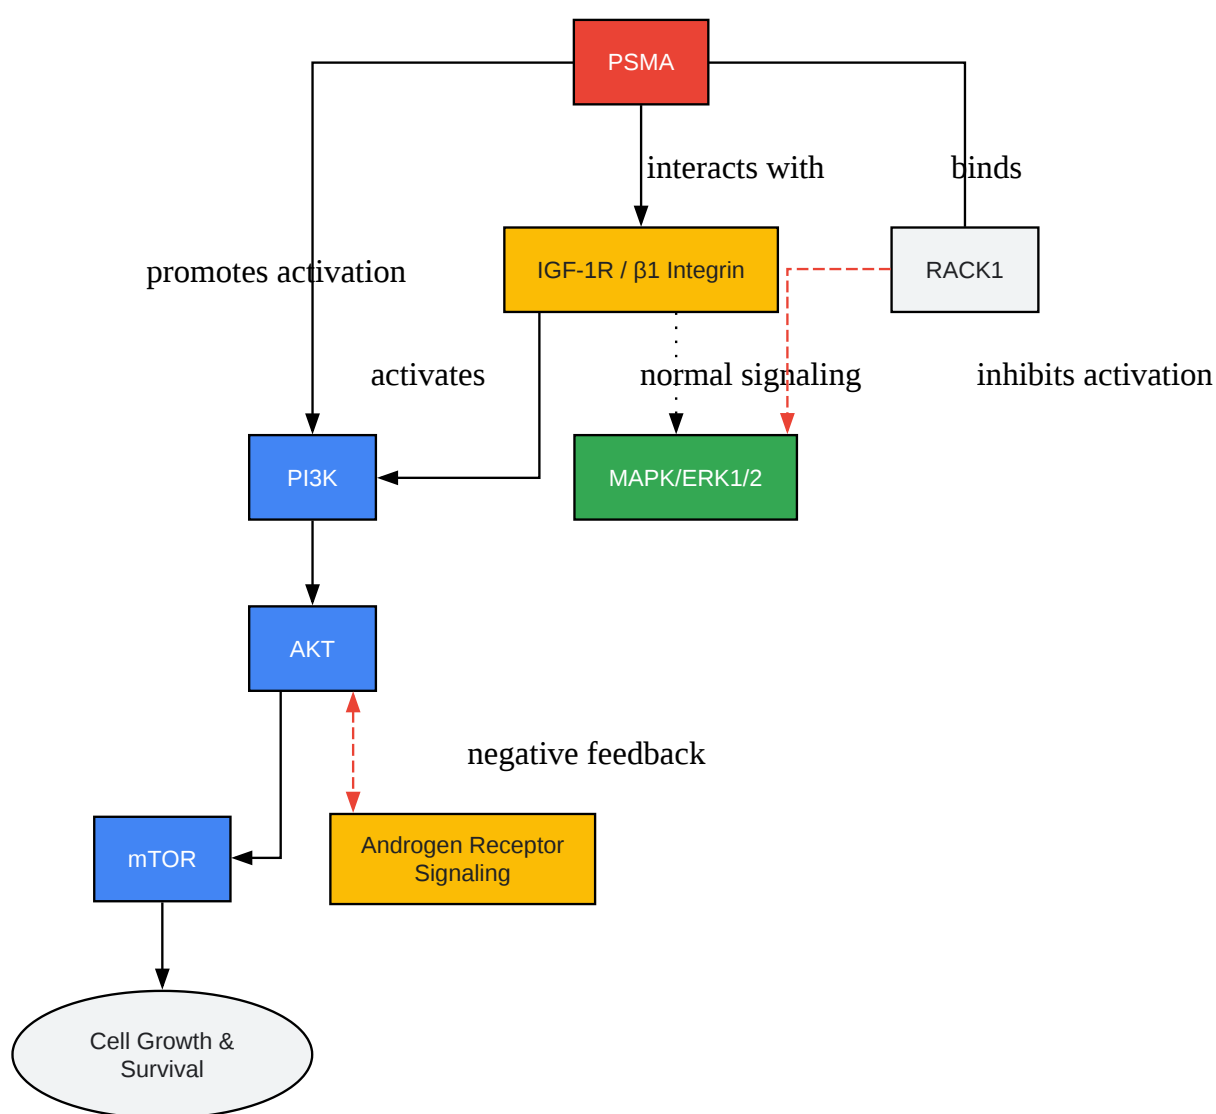 PSMA
interacts with
binds
promotes activation
IGF-1R / β1 Integrin
RACK1
activates
normal signaling
inhibits activation
PI3K
MAPK/ERK1/2
AKT
negative feedback
mTOR
Androgen Receptor
Signaling
Cell Growth &
Survival